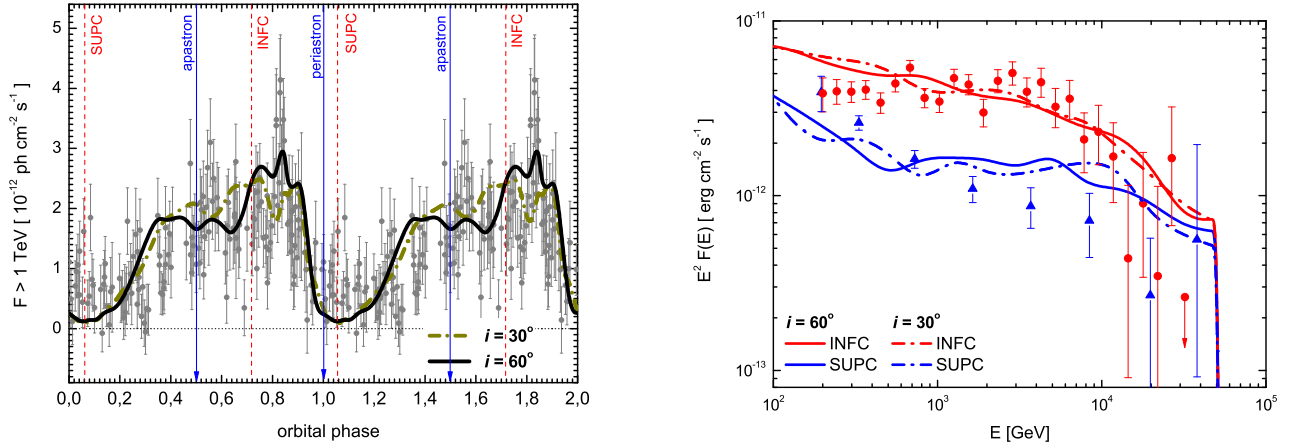 SUPC
apastron
INFC
periastron
SUPC
apastron
INFC
5
4
3
2
1
0
F > 1 TeV [ 10⁻¹² ph cm⁻² s⁻¹ ]
i = 30°
i = 60°
0,0 0,2 0,4 0,6 0,8 1,0 1,2 1,4 1,6 1,8 2,0
orbital phase
10⁻¹¹
10⁻¹²
10⁻¹³
E² F(E) [ erg cm⁻² s⁻¹ ]
i = 60° i = 30°
INFC INFC
SUPC SUPC
10² 10³ 10⁴ 10⁵
E [GeV]